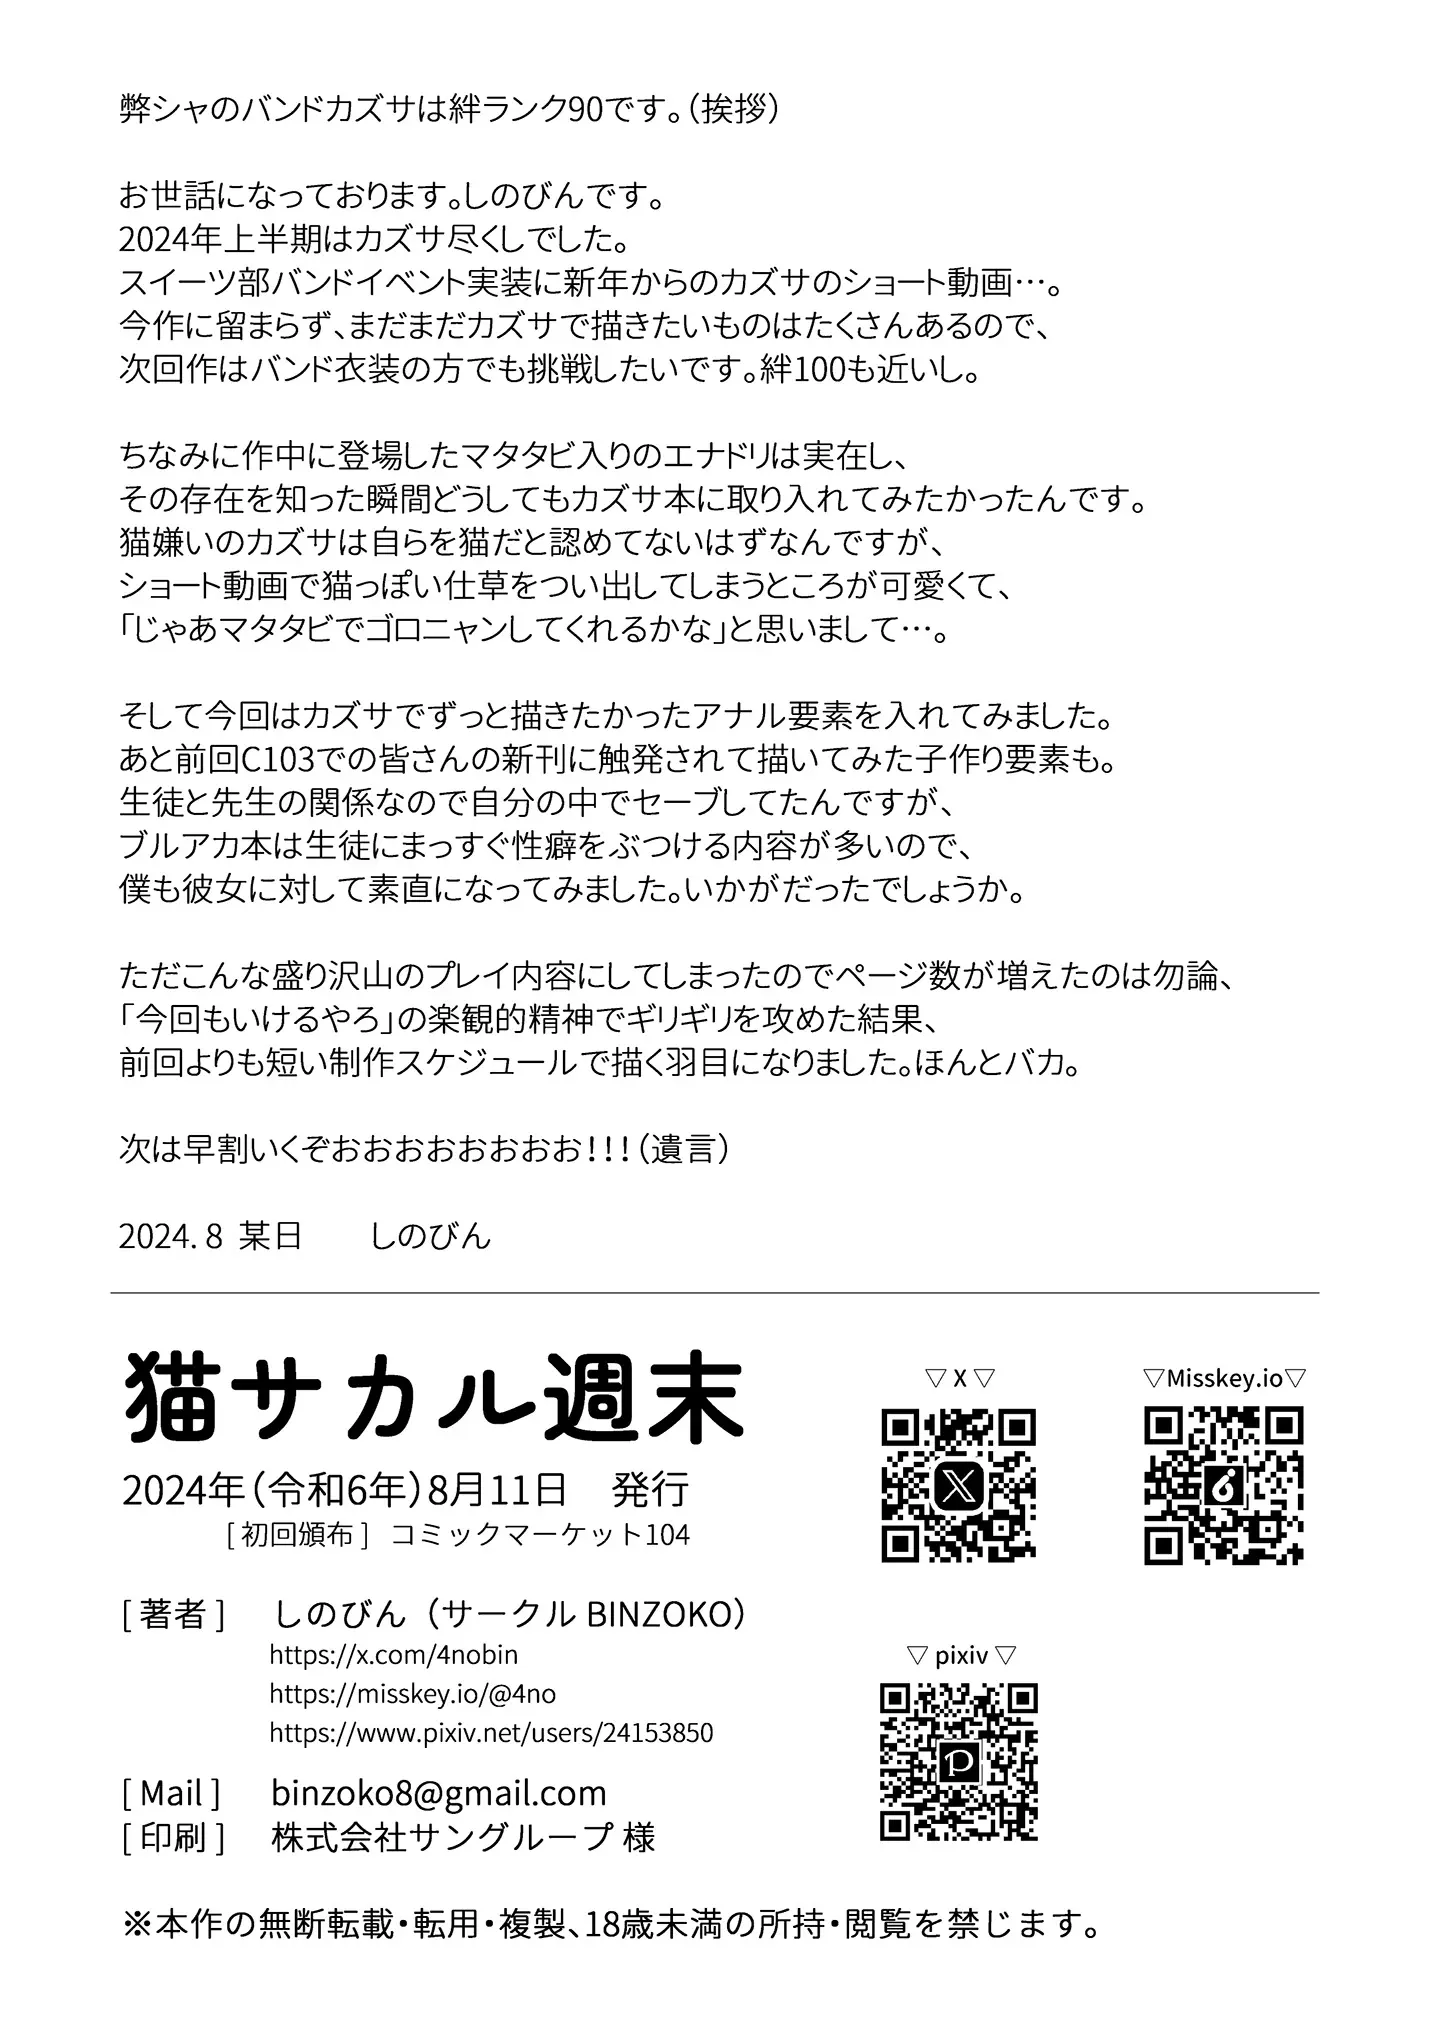 弊シャのバンドカズサは絆ランク90です。（挨拶）
お世話になっております。しのびんです。
2024年上半期はカズサ尽くしでした。
スイーツ部バンドイベント実装に新年からのカズサのショート動画…。
今作に留まらず、まだまだカズサで描きたいものはたくさんあるので、
次回作はバンド衣装の方でも挑戦したいです。絆100も近いし。
ちなみに作中に登場したマタタビ入りのエナドリは実在し、
その存在を知った瞬間どうしてもカズサ本に取り入れてみたかったんです。
猫嫌いのカズサは自らを猫だと認めてないはずなんですが、
ショート動画で猫っぽい仕草をつい出してしまうところが可愛くて、
「じゃあマタタビでゴロニャンしてくれるかな」と思いまして…。
そして今回はカズサでずっと描きたかったアナル要素を入れてみました。
あと前回C103での皆さんの新刊に触発されて描いてみた子作り要素も。
生徒と先生の関係なので自分の中でセーブしてたんですが、
ブルアカ本は生徒にまっすぐ性癖をぶつける内容が多いので、
僕も彼女に対して素直になってみました。いかがだったでしょうか。
ただこんな盛り沢山のプレイ内容にしてしまったのでページ数が増えたのは勿論、
「今回もいけるやろ」の楽観的精神でギリギリを攻めた結果、
前回よりも短い制作スケジュールで描く羽目になりました。ほんとバカ。
次は早割いくぞおおおおおおおお！！！（遺言）
2024. 8 某日　　しのびん
猫サカル週末
2024年（令和6年）8月11日　発行
［初回頒布］ コミックマーケット104
［著者］ しのびん（サークル BINZOKO）
https://x.com/4nobin
https://misskey.io/@4no
https://www.pixiv.net/users/24153850
［Mail］ binzoko8@gmail.com
［印刷］ 株式会社サングループ 様
▽ X ▽
▽Misskey.io▽
▽ pixiv ▽
※本作の無断転載・転用・複製、18歳未満の所持・閲覧を禁じます。